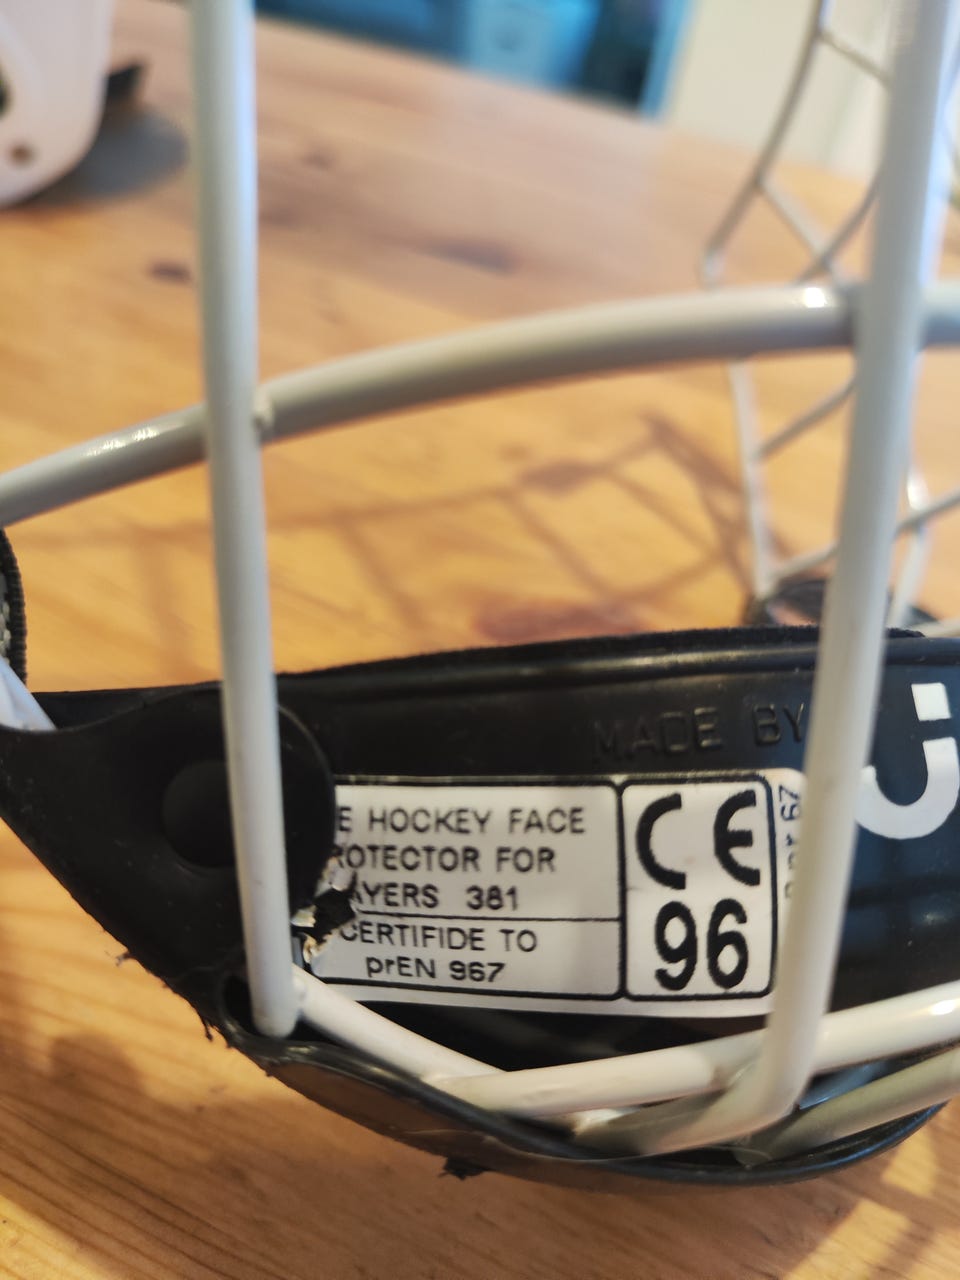 MADE BY
E HOCKEY FACE
ROTECTOR FOR
AYERS 381
CERTIFIDE TO
prEN 967
CE
96